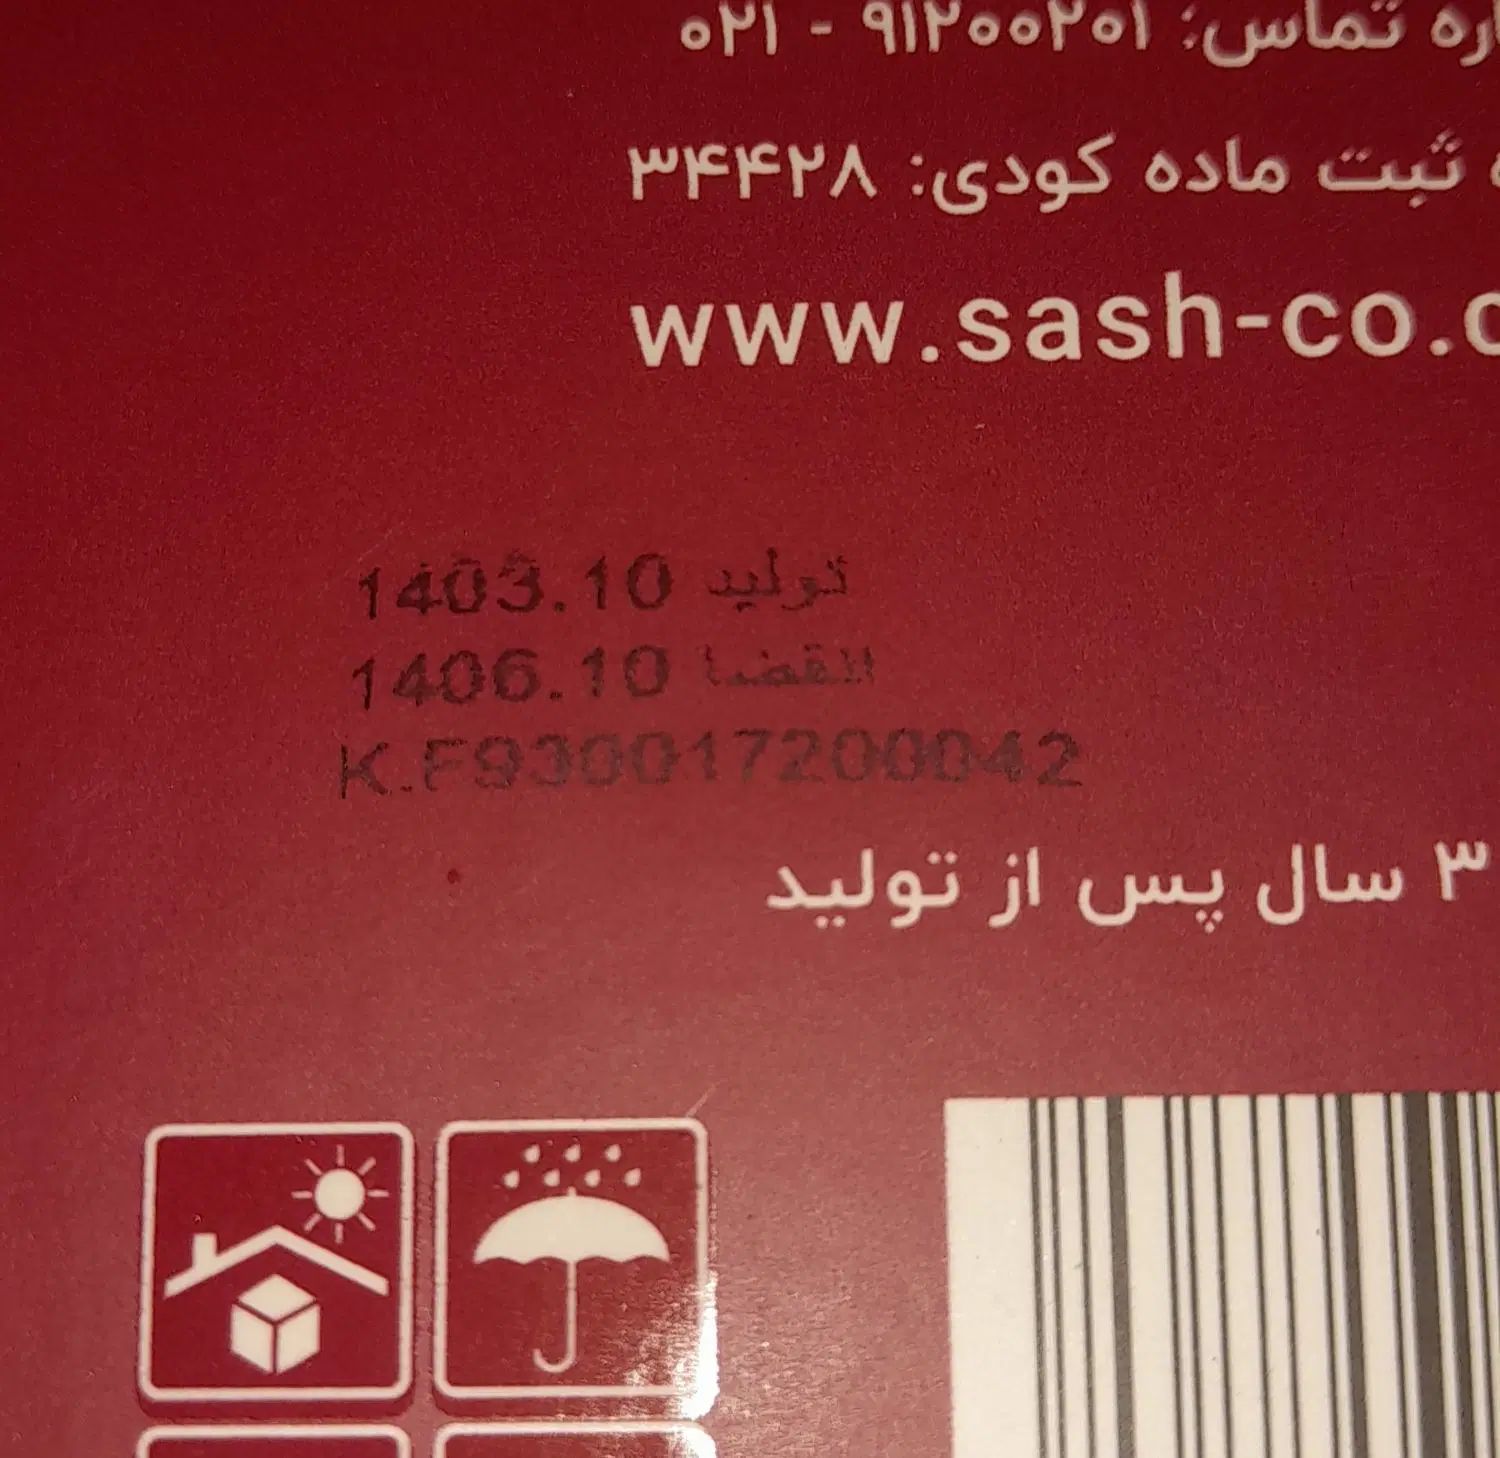 تماس: ۹۱۲۰۰۲۰۱ - ۰۲۱
ثبت ماده کودی: ۳۴۴۲۸
www.sash-co.
تولید 1403.10
انقضا 1406.10
K.F930017200042
۳ سال پس از تولید